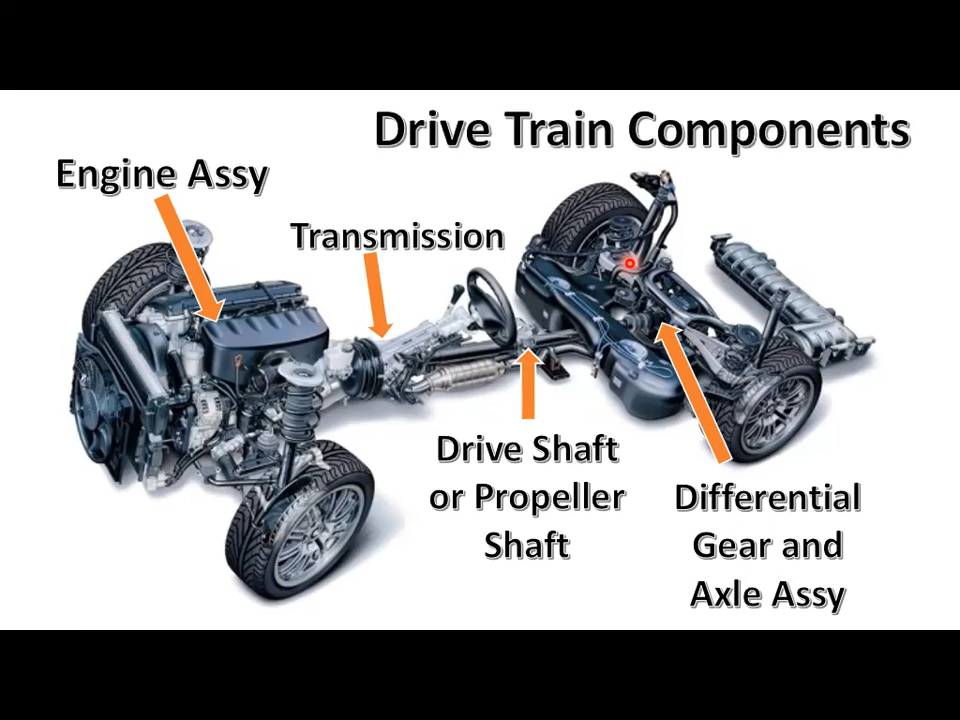 Drive Train Components
Engine Assy
Transmission
Drive Shaft
or Propeller
Shaft
Differential
Gear and
Axle Assy